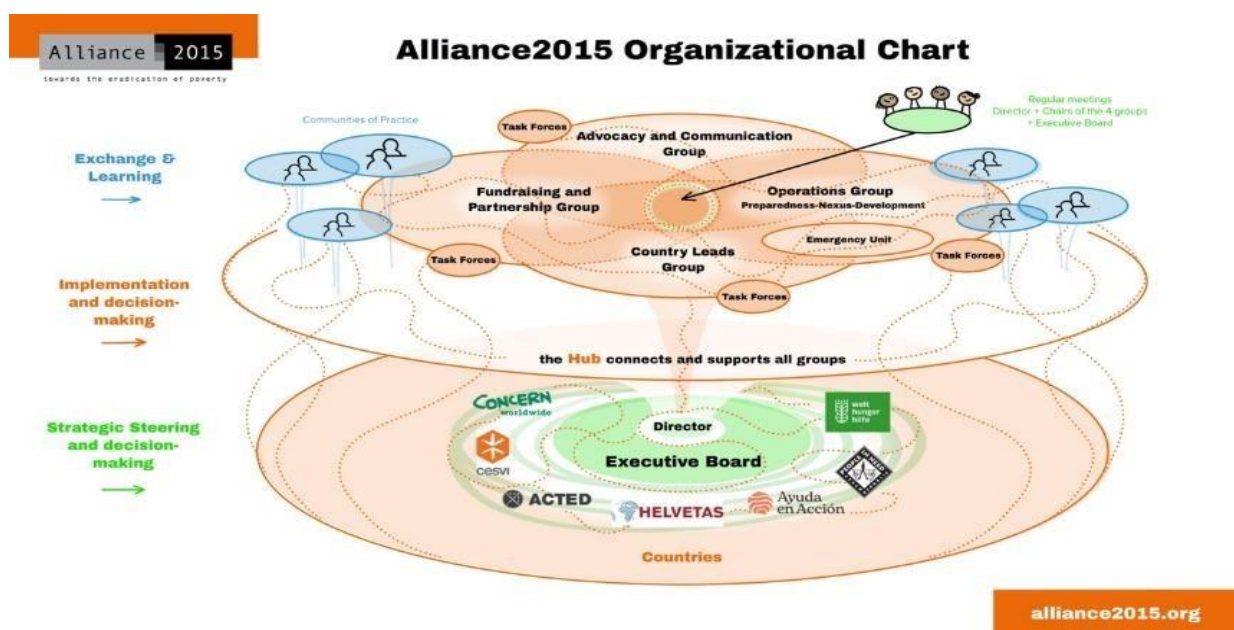 Alliance 2015
towards the eradication of poverty
Alliance2015 Organizational Chart
Regular meetings
Director + Chairs of the 4 groups
+ Executive Board
Communities of Practice
Task Forces
Advocacy and Communication
Group
Exchange &
Learning
Fundraising and
Partnership Group
Operations Group
Preparedness-Nexus-Development
Emergency Unit
Country Leads
Group
Task Forces
Task Forces
Task Forces
Implementation
and decision-
making
the Hub connects and supports all groups
Strategic Steering
and decision-
making
CONCERN
worldwide
welt
hunger
hilfe
Director
Executive Board
cesvi
PEOPLE IN NEED
ACTED
HELVETAS
Ayuda
en Acción
Countries
alliance2015.org